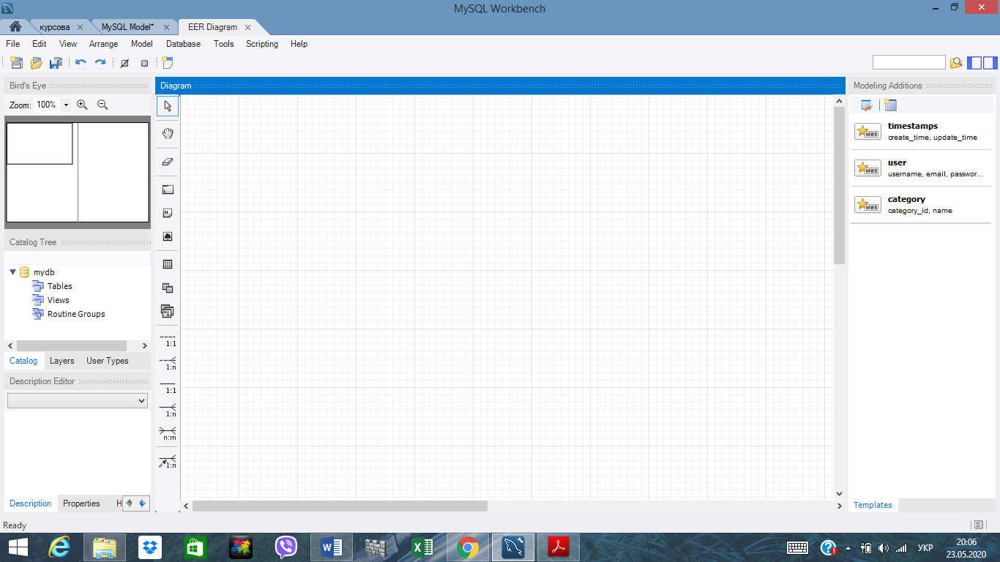 MySQL Workbench
курсова
MySQL Model*
EER Diagram
File Edit View Arrange Model Database Tools Scripting Help
Bird's Eye
Zoom: 100%
Catalog Tree
mydb
Tables
Views
Routine Groups
Catalog Layers User Types
Description Editor
Description Properties H
Ready
Diagram
L
N
1:1
1:n
1:1
1:n
n:m
1:n
Modeling Additions
MWB
timestamps
create_time, update_time
MWB
user
username, email, passwor...
MWB
category
category_id, name
Templates
УКР
20:06
23.05.2020